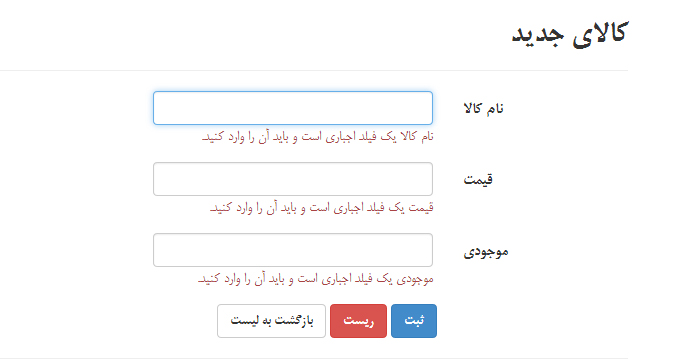 کالای جدید
نام کالا
نام کالا یک فیلد اجباری است و باید آن را وارد کنید.
قیمت
قیمت یک فیلد اجباری است و باید آن را وارد کنید.
موجودی
موجودی یک فیلد اجباری است و باید آن را وارد کنید.
ثبت ریست بازگشت به لیست